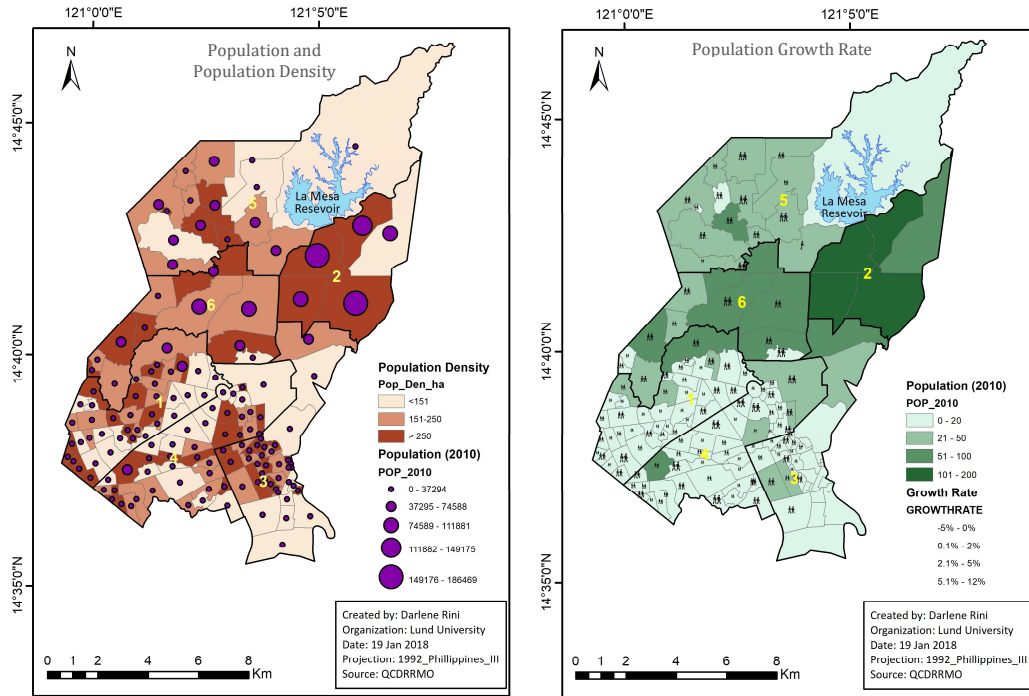 121°0'0"E
121°5'0"E
Population and
Population Density
N
14°45'0"N
14°40'0"N
14°35'0"N
La Mesa
Resevoir
5
2
6
1
4
3
Population Density
Pop_Den_ha
<151
151-250
> 250
Population (2010)
POP_2010
0 - 37294
37295 - 74588
74589 - 111881
111882 - 149175
149176 - 186469
0 1 2 4 6 8
Km
Created by: Darlene Rini
Organization: Lund University
Date: 19 Jan 2018
Projection: 1992_Phillippines_III
Source: QCDRRMO
121°0'0"E
121°5'0"E
Population Growth Rate
N
14°45'0"N
14°40'0"N
14°35'0"N
La Mesa
Resevoir
5
2
6
1
4
3
Population (2010)
POP_2010
0 - 20
21 - 50
51 - 100
101 - 200
Growth Rate
GROWTHRATE
-5% - 0%
0.1% - 2%
2.1% - 5%
5.1% - 12%
0 1 2 4 6 8
Km
Created by: Darlene Rini
Organization: Lund University
Date: 19 Jan 2018
Projection: 1992_Phillippines_III
Source: QCDRRMO